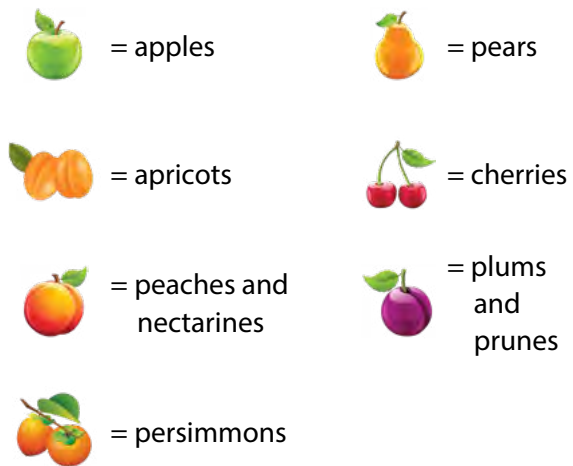 = apples
= pears
= apricots
= cherries
= peaches and
nectarines
= plums
and
prunes
= persimmons